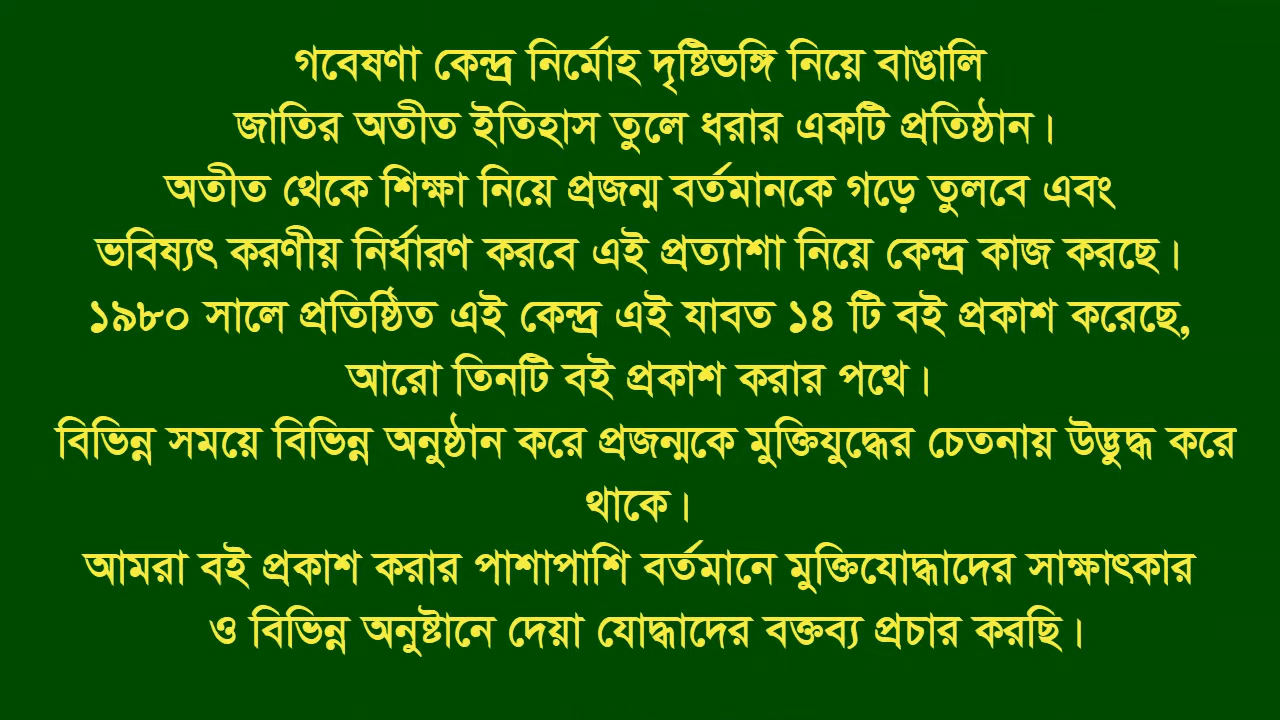 গবেষণা কেন্দ্র নির্মোহ দৃষ্টিভঙ্গি নিয়ে বাঙালি
জাতির অতীত ইতিহাস তুলে ধরার একটি প্রতিষ্ঠান।
অতীত থেকে শিক্ষা নিয়ে প্রজন্ম বর্তমানকে গড়ে তুলবে এবং
ভবিষ্যৎ করণীয় নির্ধারণ করবে এই প্রত্যাশা নিয়ে কেন্দ্র কাজ করছে।
১৯৮০ সালে প্রতিষ্ঠিত এই কেন্দ্র এই যাবত ১৪ টি বই প্রকাশ করেছে,
আরো তিনটি বই প্রকাশ করার পথে।
বিভিন্ন সময়ে বিভিন্ন অনুষ্ঠান করে প্রজন্মকে মুক্তিযুদ্ধের চেতনায় উদ্ভুদ্ধ করে
থাকে।
আমরা বই প্রকাশ করার পাশাপাশি বর্তমানে মুক্তিযোদ্ধাদের সাক্ষাৎকার
ও বিভিন্ন অনুষ্টানে দেয়া যোদ্ধাদের বক্তব্য প্রচার করছি।